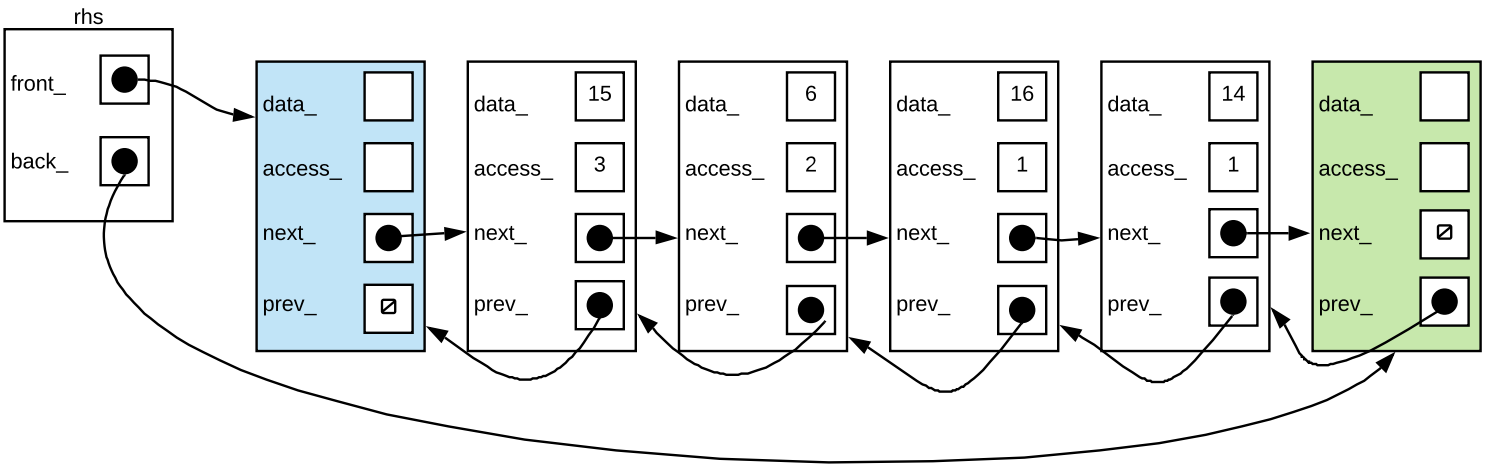 rhs
front_
back_
data_
access_
next_
prev_
data_ 15
access_ 3
next_
prev_
data_ 6
access_ 2
next_
prev_
data_ 16
access_ 1
next_
prev_
data_ 14
access_ 1
next_
prev_
data_
access_
next_
prev_